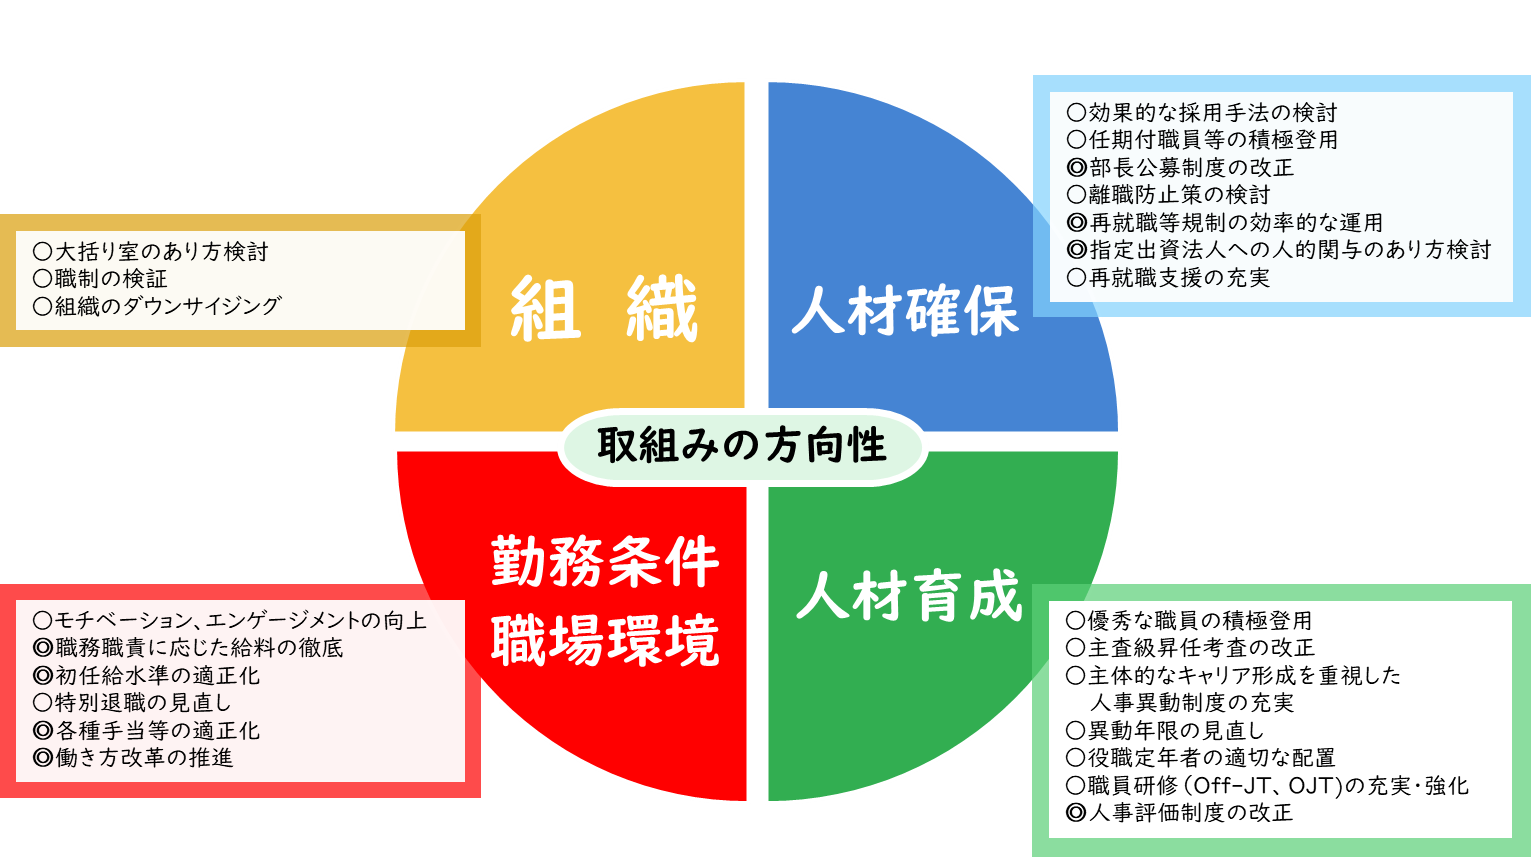 組　織
○大括り室のあり方検討
○職制の検証
○組織のダウンサイジング
人材確保
○効果的な採用手法の検討
○任期付職員等の積極登用
◎部長公募制度の改正
○離職防止策の検討
◎再就職等規制の効率的な運用
◎指定出資法人への人的関与のあり方検討
○再就職支援の充実
取組みの方向性
勤務条件
職場環境
○モチベーション、エンゲージメントの向上
◎職務職責に応じた給料の徹底
◎初任給水準の適正化
○特別退職の見直し
◎各種手当等の適正化
◎働き方改革の推進
人材育成
○優秀な職員の積極登用
○主査級昇任考査の改正
○主体的なキャリア形成を重視した
人事異動制度の充実
○異動年限の見直し
○役職定年者の適切な配置
○職員研修（Off-JT、OJT)の充実・強化
◎人事評価制度の改正